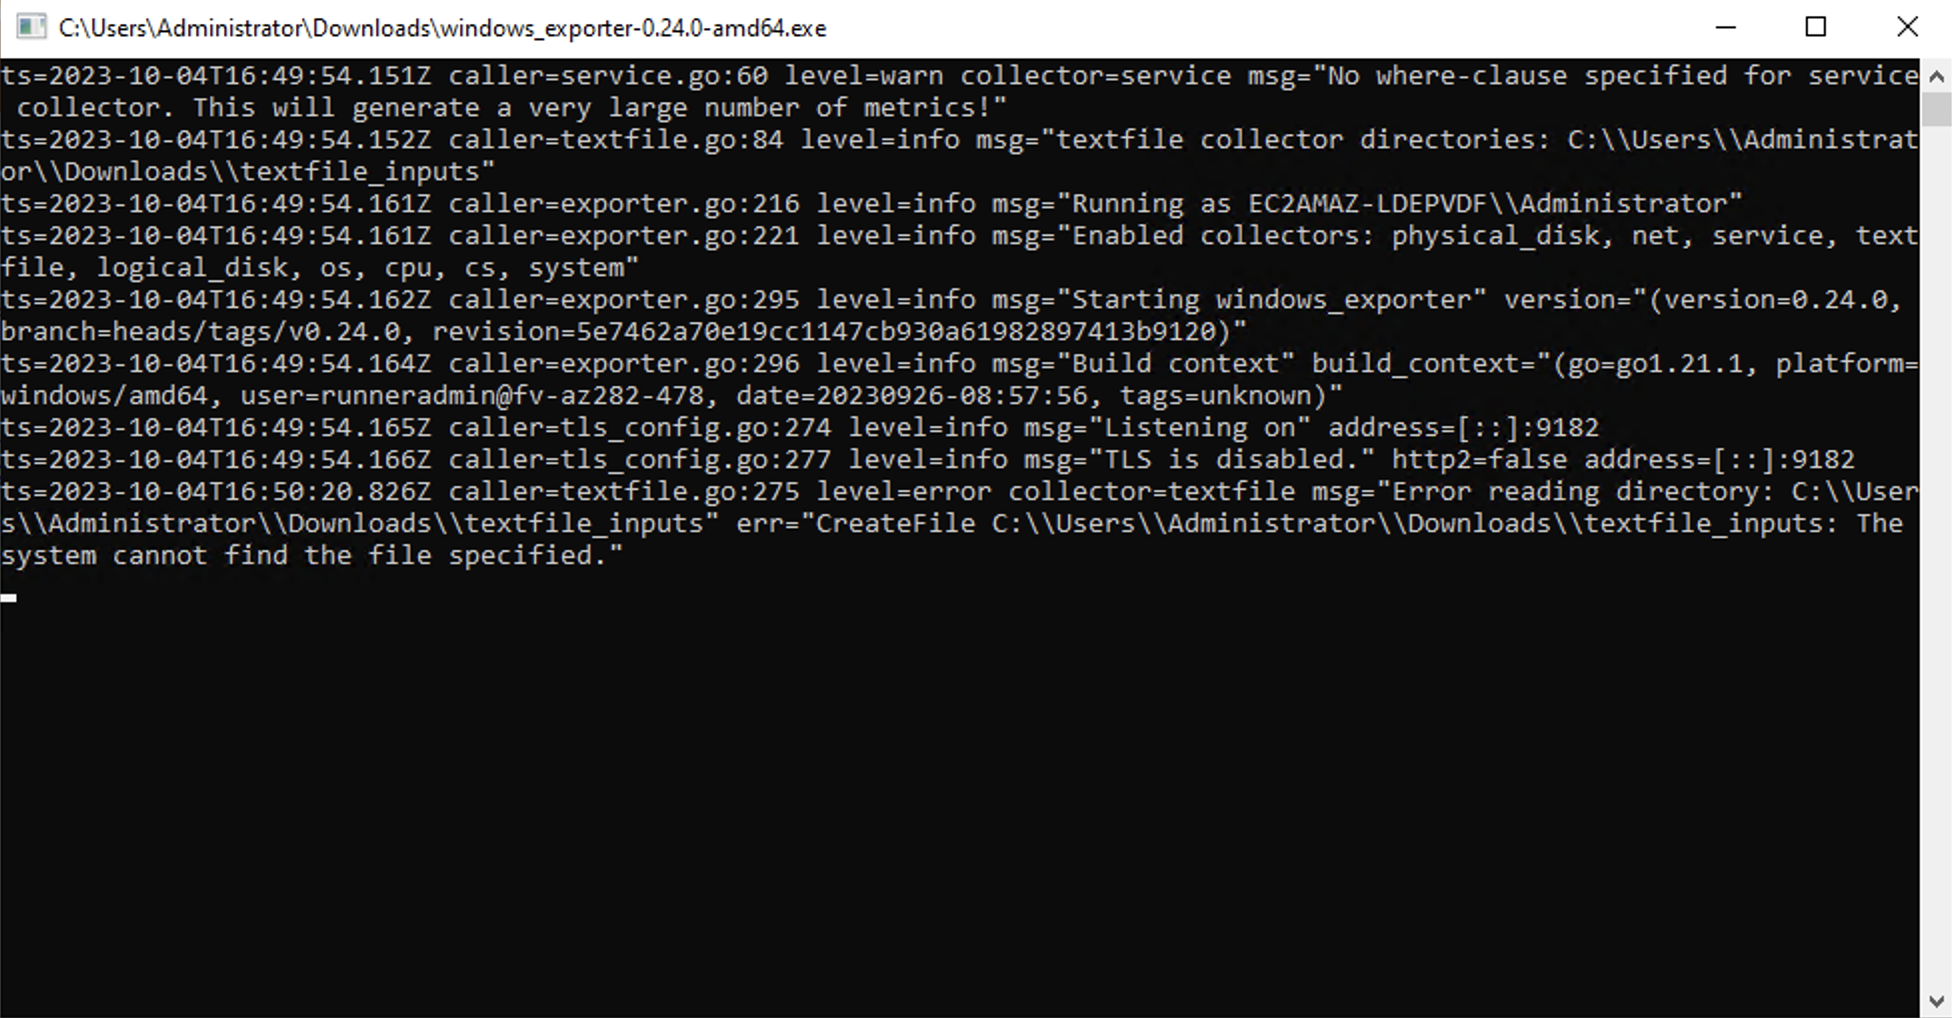 C:\Users\Administrator\Downloads\windows_exporter-0.24.0-amd64.exe
ts=2023-10-04T16:49:54.151Z caller=service.go:60 level=warn collector=service msg="No where-clause specified for service
 collector. This will generate a very large number of metrics!"
ts=2023-10-04T16:49:54.152Z caller=textfile.go:84 level=info msg="textfile collector directories: C:\\Users\\Administrat
or\\Downloads\\textfile_inputs"
ts=2023-10-04T16:49:54.161Z caller=exporter.go:216 level=info msg="Running as EC2AMAZ-LDEPVDF\\Administrator"
ts=2023-10-04T16:49:54.161Z caller=exporter.go:221 level=info msg="Enabled collectors: physical_disk, net, service, text
file, logical_disk, os, cpu, cs, system"
ts=2023-10-04T16:49:54.162Z caller=exporter.go:295 level=info msg="Starting windows_exporter" version="(version=0.24.0,
branch=heads/tags/v0.24.0, revision=5e7462a70e19cc1147cb930a61982897413b9120)"
ts=2023-10-04T16:49:54.164Z caller=exporter.go:296 level=info msg="Build context" build_context="(go=go1.21.1, platform=
windows/amd64, user=runneradmin@fv-az282-478, date=20230926-08:57:56, tags=unknown)"
ts=2023-10-04T16:49:54.165Z caller=tls_config.go:274 level=info msg="Listening on" address=[::]:9182
ts=2023-10-04T16:49:54.166Z caller=tls_config.go:277 level=info msg="TLS is disabled." http2=false address=[::]:9182
ts=2023-10-04T16:50:20.826Z caller=textfile.go:275 level=error collector=textfile msg="Error reading directory: C:\\User
s\\Administrator\\Downloads\\textfile_inputs" err="CreateFile C:\\Users\\Administrator\\Downloads\\textfile_inputs: The
system cannot find the file specified."